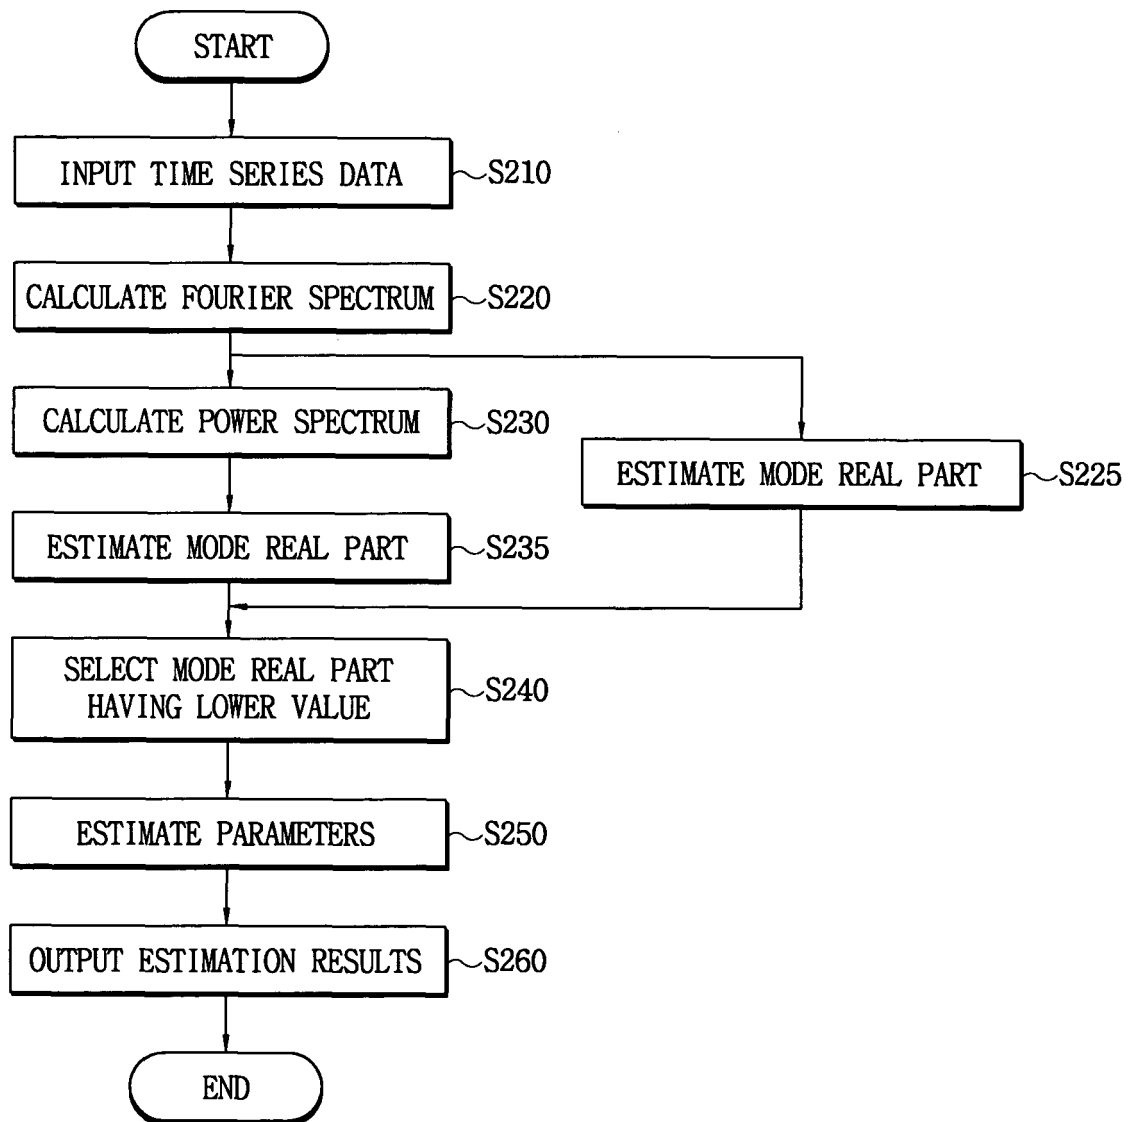 START
INPUT TIME SERIES DATA
S210
CALCULATE FOURIER SPECTRUM
S220
CALCULATE POWER SPECTRUM
S230
ESTIMATE MODE REAL PART
S225
ESTIMATE MODE REAL PART
S235
SELECT MODE REAL PART
HAVING LOWER VALUE
S240
ESTIMATE PARAMETERS
S250
OUTPUT ESTIMATION RESULTS
S260
END